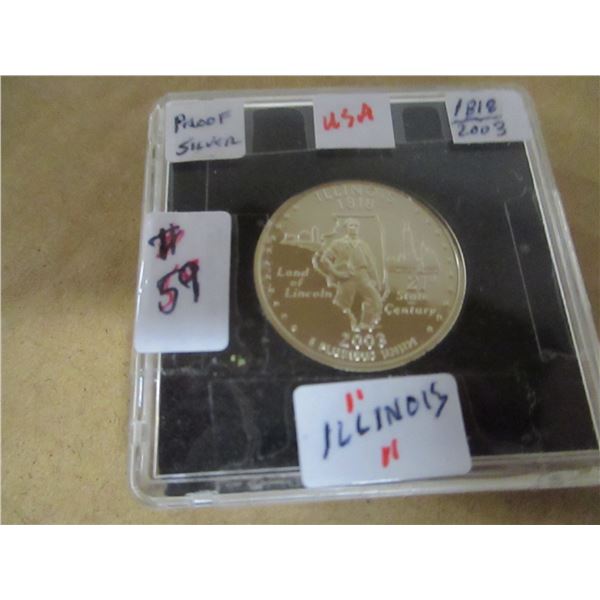 PROOF
SILVER
USA
1818
2003
#
59
ILLINOIS
1818
Land
of
Lincoln
21st
State
Century
2003
E PLURIBUS UNUM
"
ILLINOIS
"